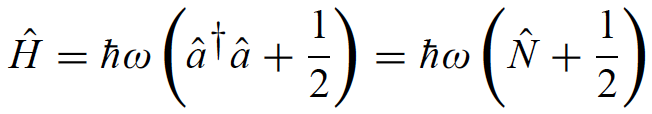 Ĥ = ħω(â†â + 1/2) = ħω(N̂ + 1/2)